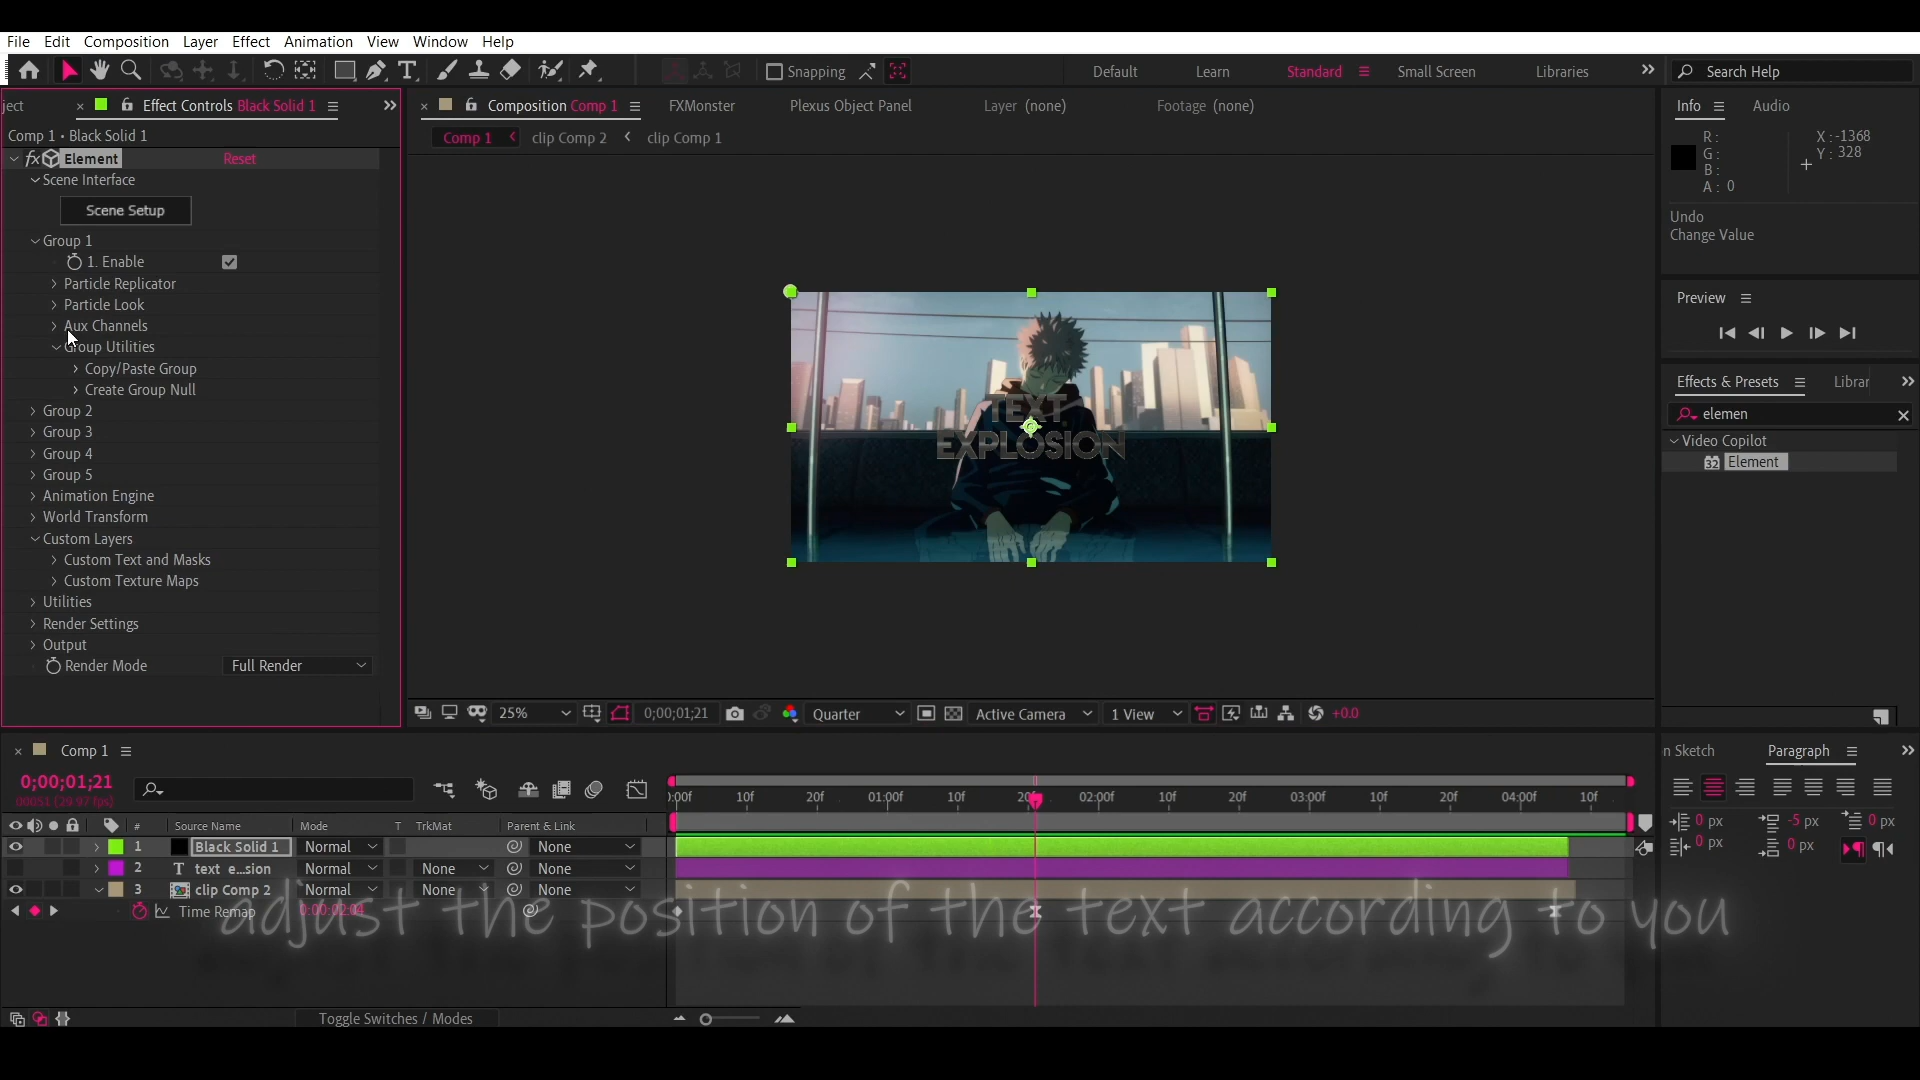 File Edit Composition Layer Effect Animation View Window Help
Snapping Default Learn Standard Small Screen Libraries Search Help
ject Effect Controls Black Solid 1
Composition Comp 1 FXMonster Plexus Object Panel Layer (none) Footage (none)
Info Audio
Comp 1 • Black Solid 1
Comp 1 clip Comp 2 clip Comp 1
R:
G:
B:
A: 0
X: -1368
Y: 328
fx Element Reset
Scene Interface
Scene Setup
Group 1
1. Enable
Particle Replicator
Particle Look
Aux Channels
Group Utilities
Copy/Paste Group
Create Group Null
Group 2
Group 3
Group 4
Group 5
Animation Engine
World Transform
Custom Layers
Custom Text and Masks
Custom Texture Maps
Utilities
Render Settings
Output
Render Mode Full Render
TEXT
EXPLOSION
Undo
Change Value
Preview
Effects & Presets Librar
elemen
Video Copilot
32 Element
25% 0;00;01;21 Quarter Active Camera 1 View +0.0
Comp 1
0;00;01;21
00051 (29.97 fps)
# Source Name Mode T TrkMat Parent & Link
:00f 10f 20f 01:00f 10f 20f 02:00f 10f 20f 03:00f 10f 20f 04:00f 10f
1 Black Solid 1 Normal None
2 T text e...sion Normal None None
3 clip Comp 2 Normal None None
Time Remap 0:00:02:04
adjust the position of the text according to you
Toggle Switches / Modes
n Sketch Paragraph
0 px -5 px 0 px
0 px 0 px